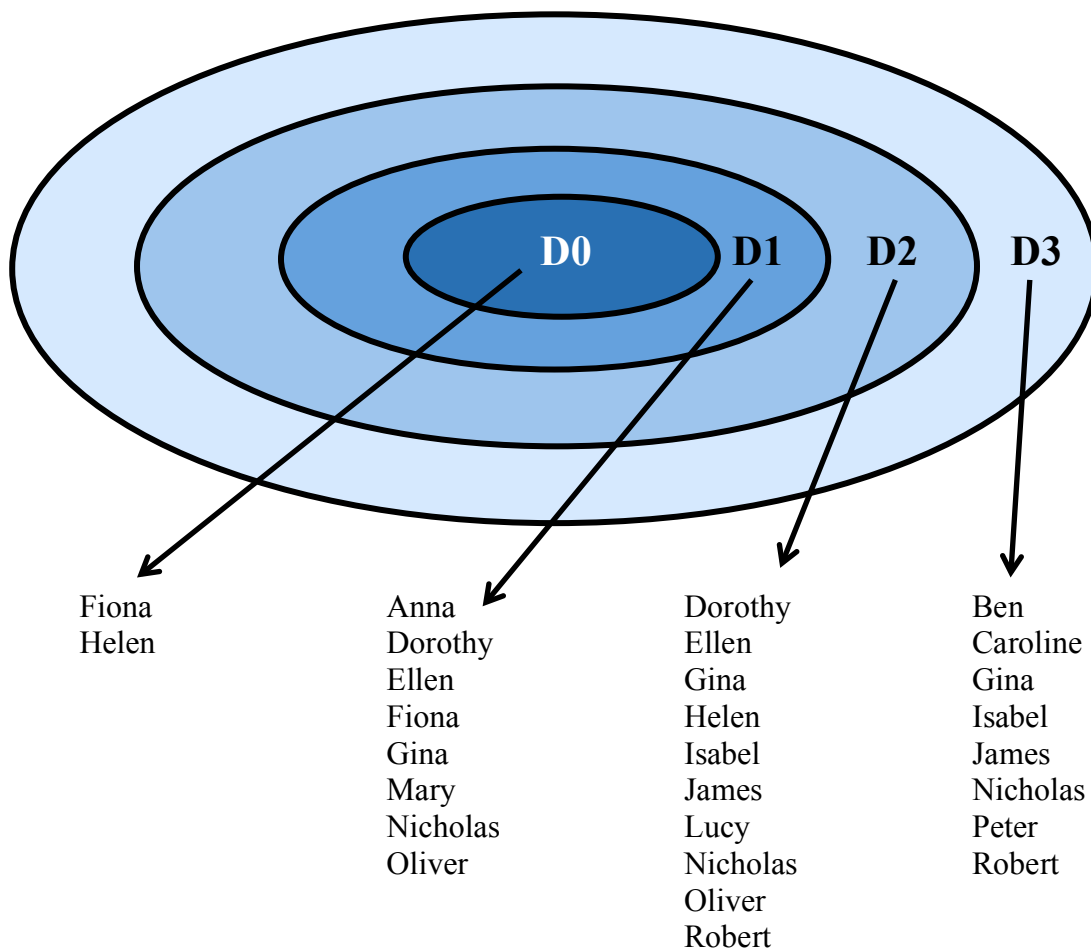 D0
D1
D2
D3
Fiona
Helen
Anna
Dorothy
Ellen
Fiona
Gina
Mary
Nicholas
Oliver
Dorothy
Ellen
Gina
Helen
Isabel
James
Lucy
Nicholas
Oliver
Robert
Ben
Caroline
Gina
Isabel
James
Nicholas
Peter
Robert